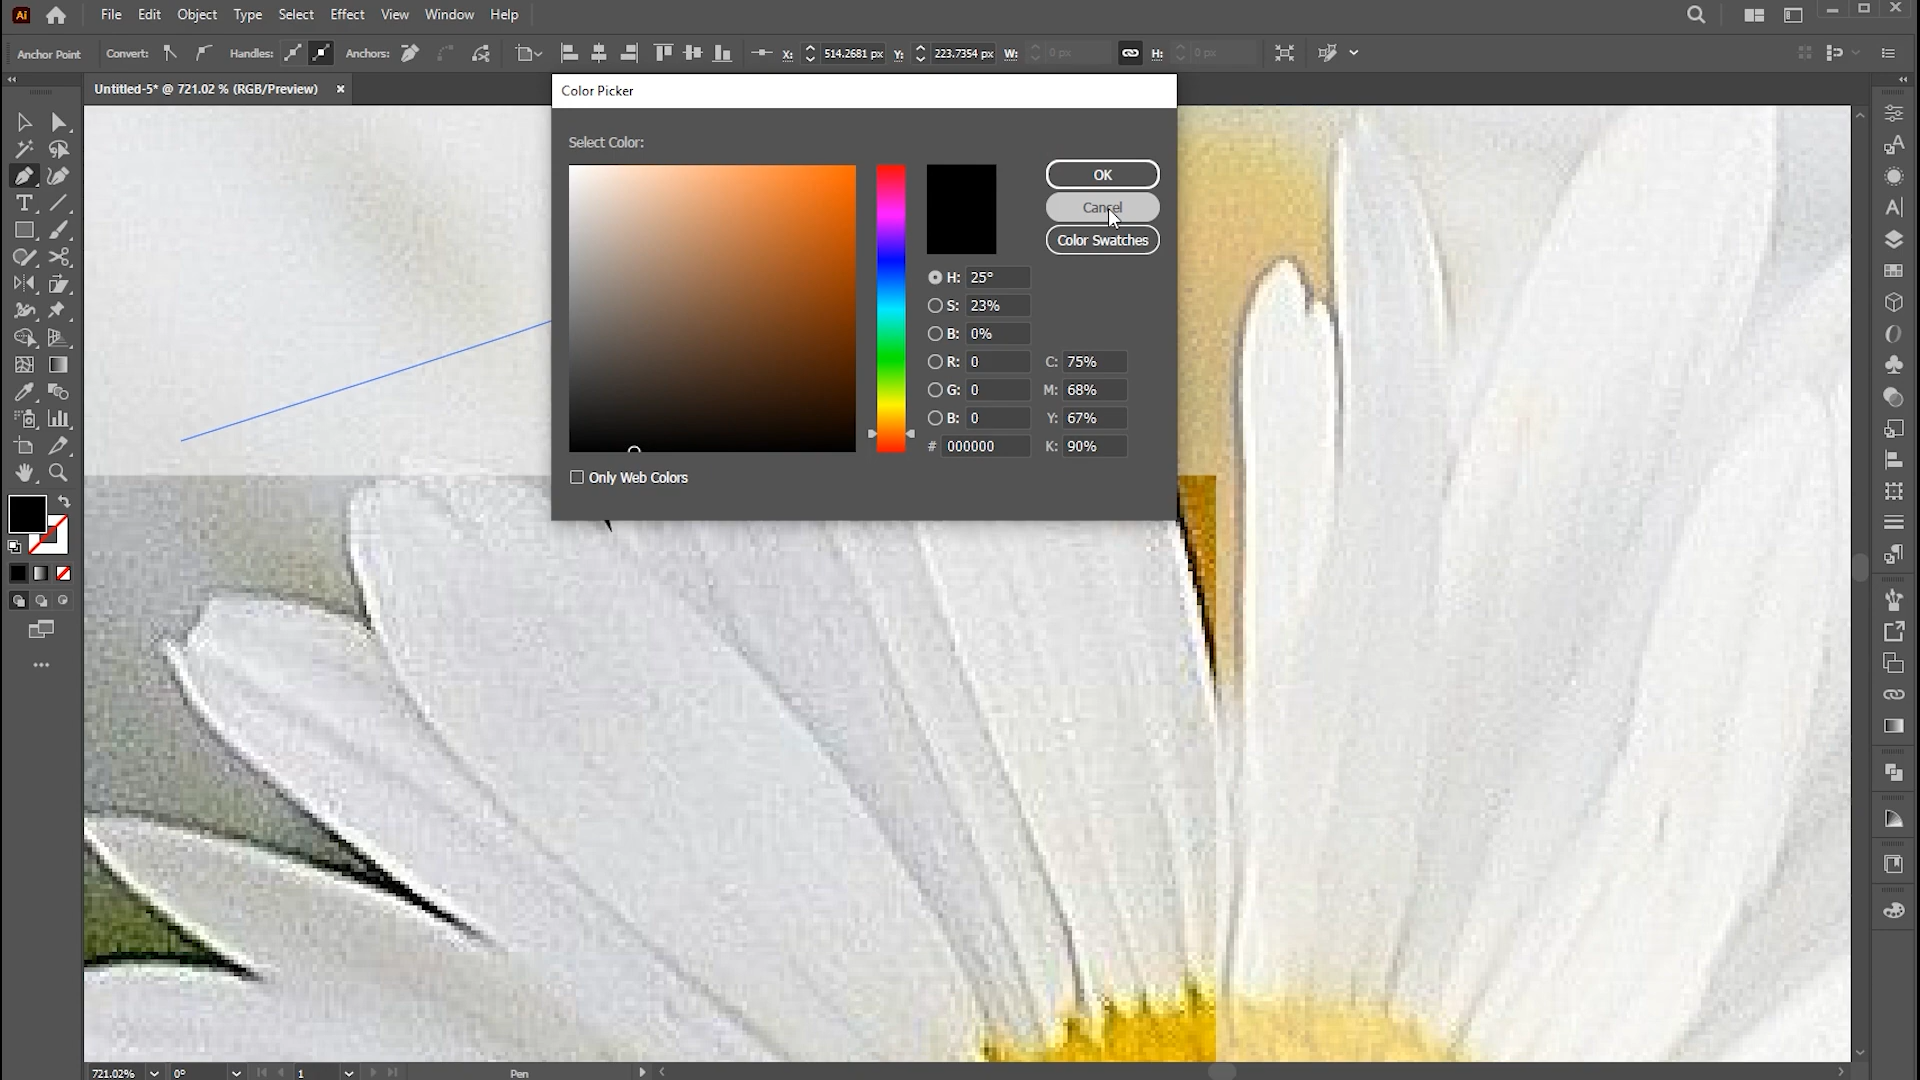 Ai File Edit Object Type Select Effect View Window Help
Anchor Point Convert: Handles: Anchors: X: 514.2681 px Y: 223.7354 px W: 0 px H: 0 px
Untitled-5* @ 721.02 % (RGB/Preview) ×
Color Picker
Select Color:
OK
Cancel
Color Swatches
H: 25°
S: 23%
B: 0%
R: 0 C: 75%
G: 0 M: 68%
B: 0 Y: 67%
# 000000 K: 90%
Only Web Colors
721.02% 0° 1 Pen